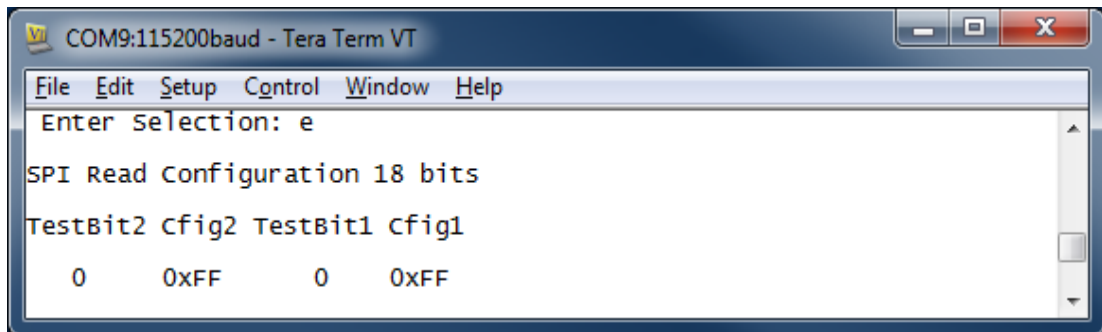 COM9:115200baud - Tera Term VT
File Edit Setup Control Window Help
Enter Selection: e
SPI Read Configuration 18 bits
TestBit2 Cfig2 TestBit1 Cfig1
0 0xFF 0 0xFF